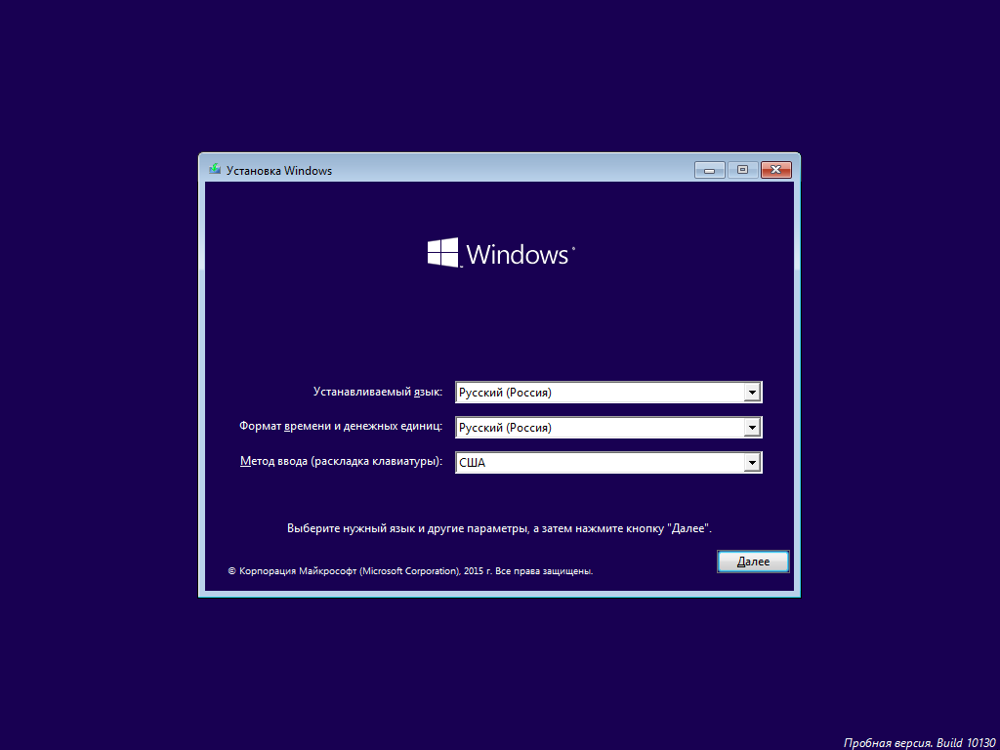 Установка Windows
Windows
Устанавливаемый язык: Русский (Россия)
Формат времени и денежных единиц: Русский (Россия)
Метод ввода (раскладка клавиатуры): США
Выберите нужный язык и другие параметры, а затем нажмите кнопку "Далее".
Далее
© Корпорация Майкрософт (Microsoft Corporation), 2015 г. Все права защищены.
Пробная версия. Build 10130